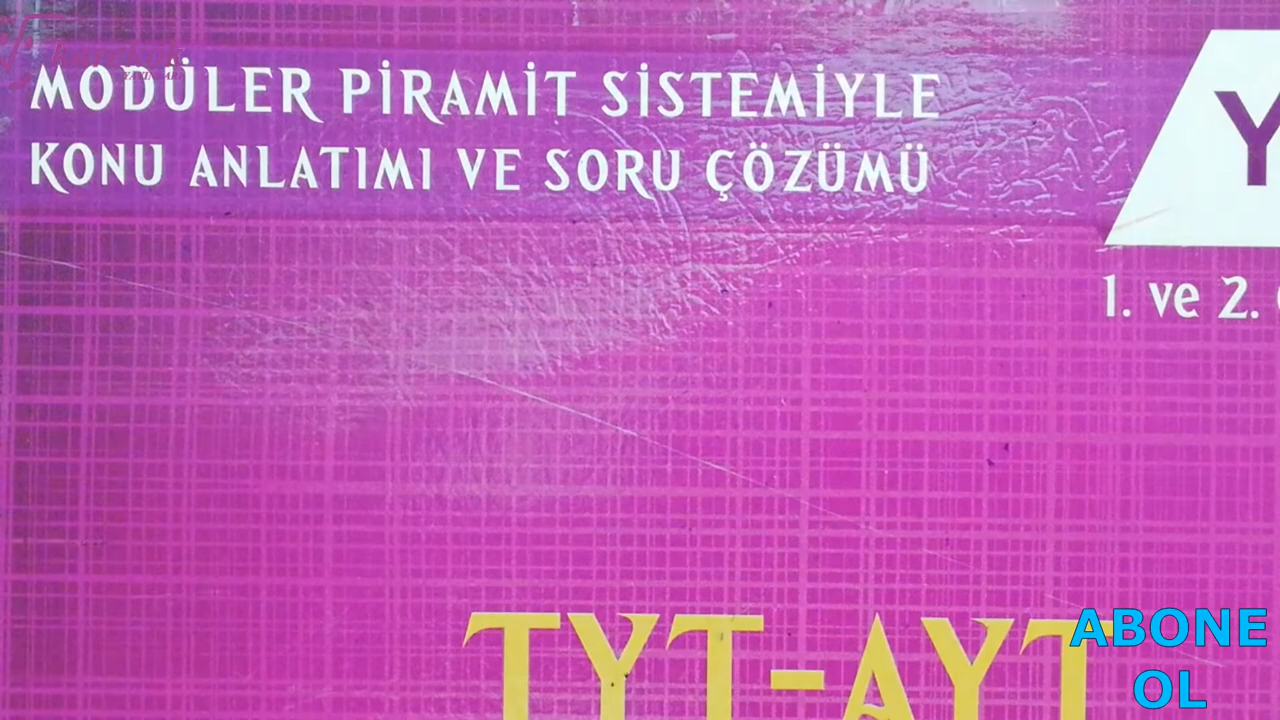 MODÜLER PİRAMİT SİSTEMİYLE
KONU ANLATIMI VE SORU ÇÖZÜMÜ
Y
1. ve 2.
TYT-AYT
ABONE
OL